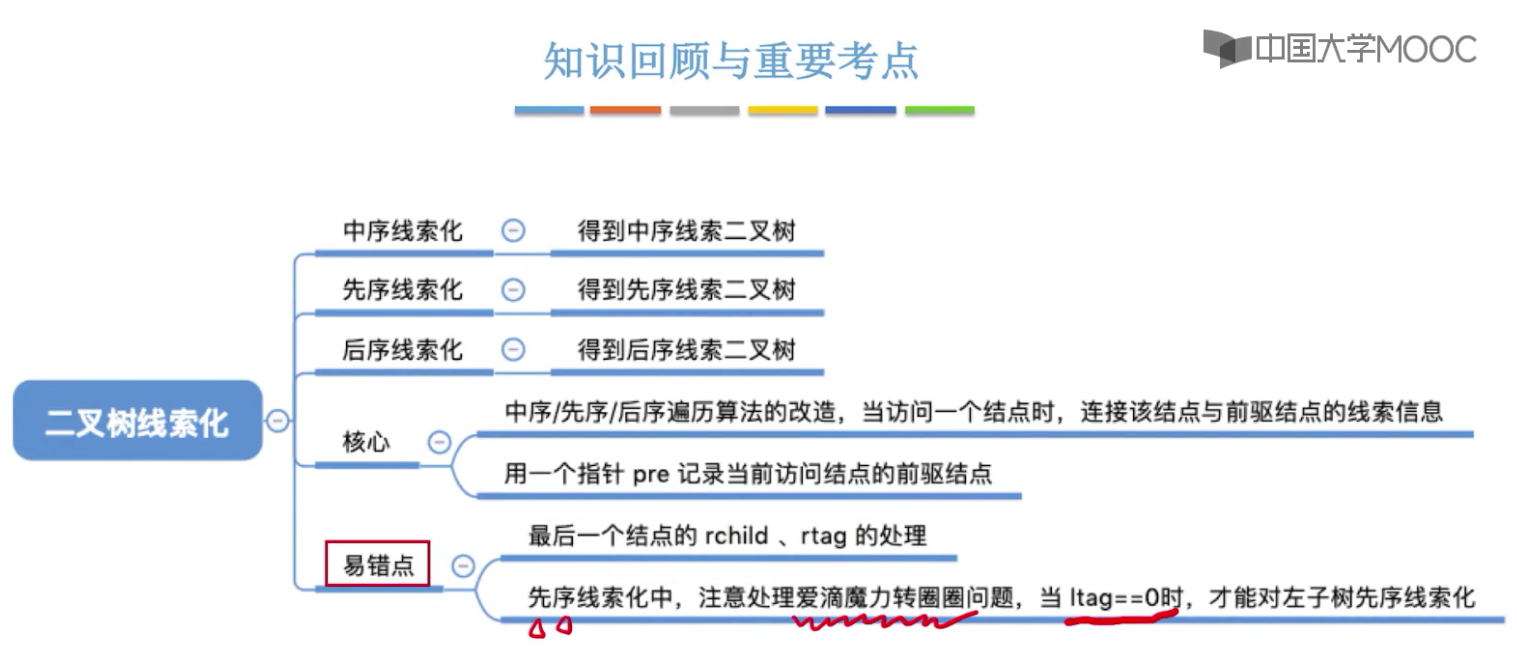 知识回顾与重要考点
中国大学MOOC
中序线索化
得到中序线索二叉树
先序线索化
得到先序线索二叉树
后序线索化
得到后序线索二叉树
二叉树线索化
核心
中序/先序/后序遍历算法的改造，当访问一个结点时，连接该结点与前驱结点的线索信息
用一个指针 pre 记录当前访问结点的前驱结点
易错点
最后一个结点的 rchild 、rtag 的处理
先序线索化中，注意处理爱滴魔力转圈圈问题，当 ltag==0时，才能对左子树先序线索化